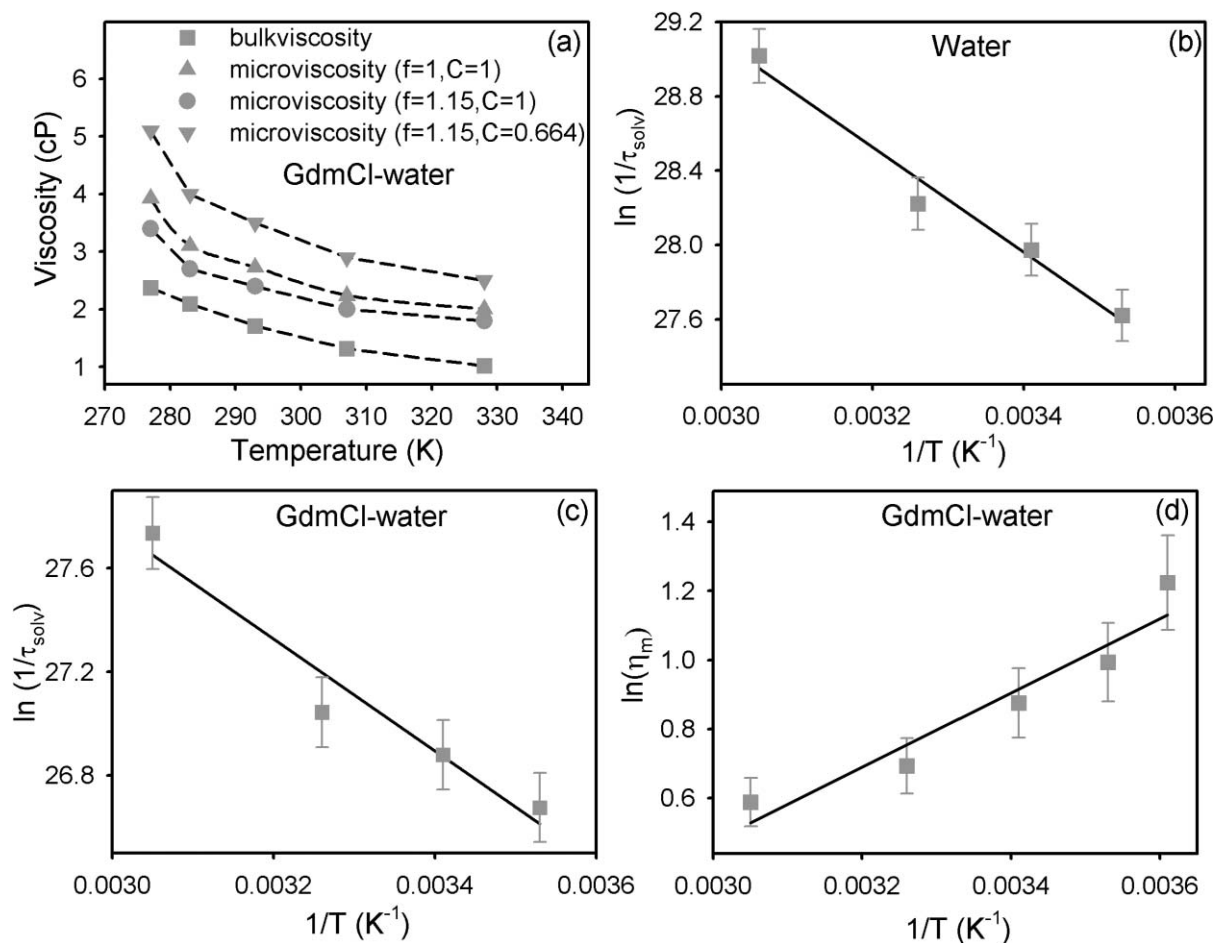 (a)
bulkviscosity
microviscosity (f=1,C=1)
microviscosity (f=1.15,C=1)
microviscosity (f=1.15,C=0.664)
GdmCl-water
6
5
4
3
2
1
Viscosity (cP)
270 280 290 300 310 320 330 340
Temperature (K)
(b)
Water
29.2
28.8
28.4
28.0
27.6
ln (1/τsolv)
0.0030 0.0032 0.0034 0.0036
1/T (K-1)
(c)
GdmCl-water
27.6
27.2
26.8
ln (1/τsolv)
0.0030 0.0032 0.0034 0.0036
1/T (K-1)
(d)
GdmCl-water
1.4
1.2
1.0
0.8
0.6
ln(ηm)
0.0030 0.0032 0.0034 0.0036
1/T (K-1)